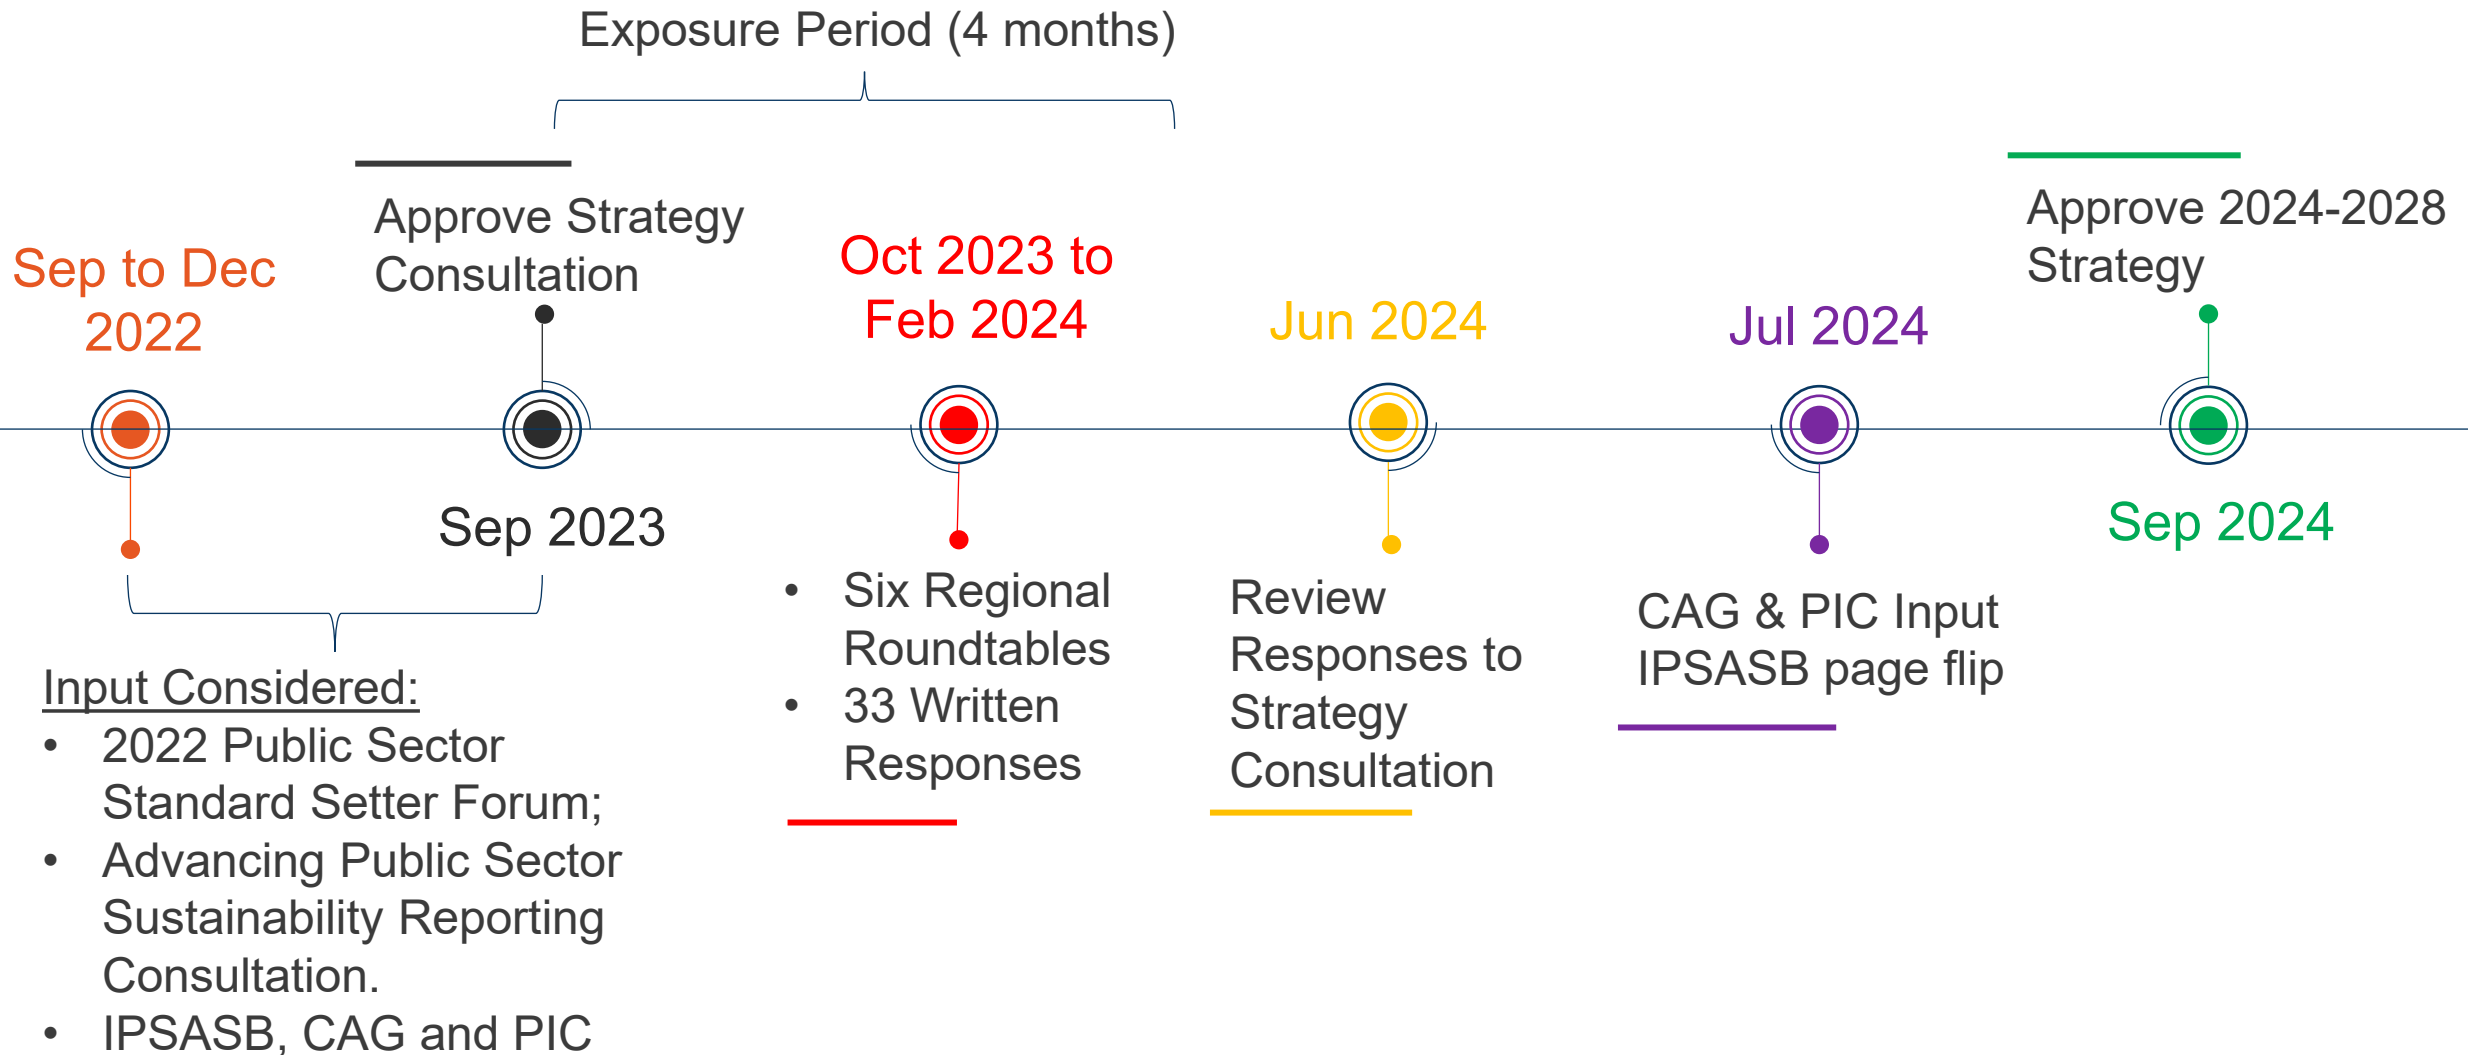 Exposure Period (4 months)
Sep to Dec
2022
Approve Strategy
Consultation
Sep 2023
Input Considered:
• 2022 Public Sector
Standard Setter Forum;
• Advancing Public Sector
Sustainability Reporting
Consultation.
• IPSASB, CAG and PIC
Oct 2023 to
Feb 2024
• Six Regional
Roundtables
• 33 Written
Responses
Jun 2024
Review
Responses to
Strategy
Consultation
Jul 2024
CAG & PIC Input
IPSASB page flip
Approve 2024-2028
Strategy
Sep 2024